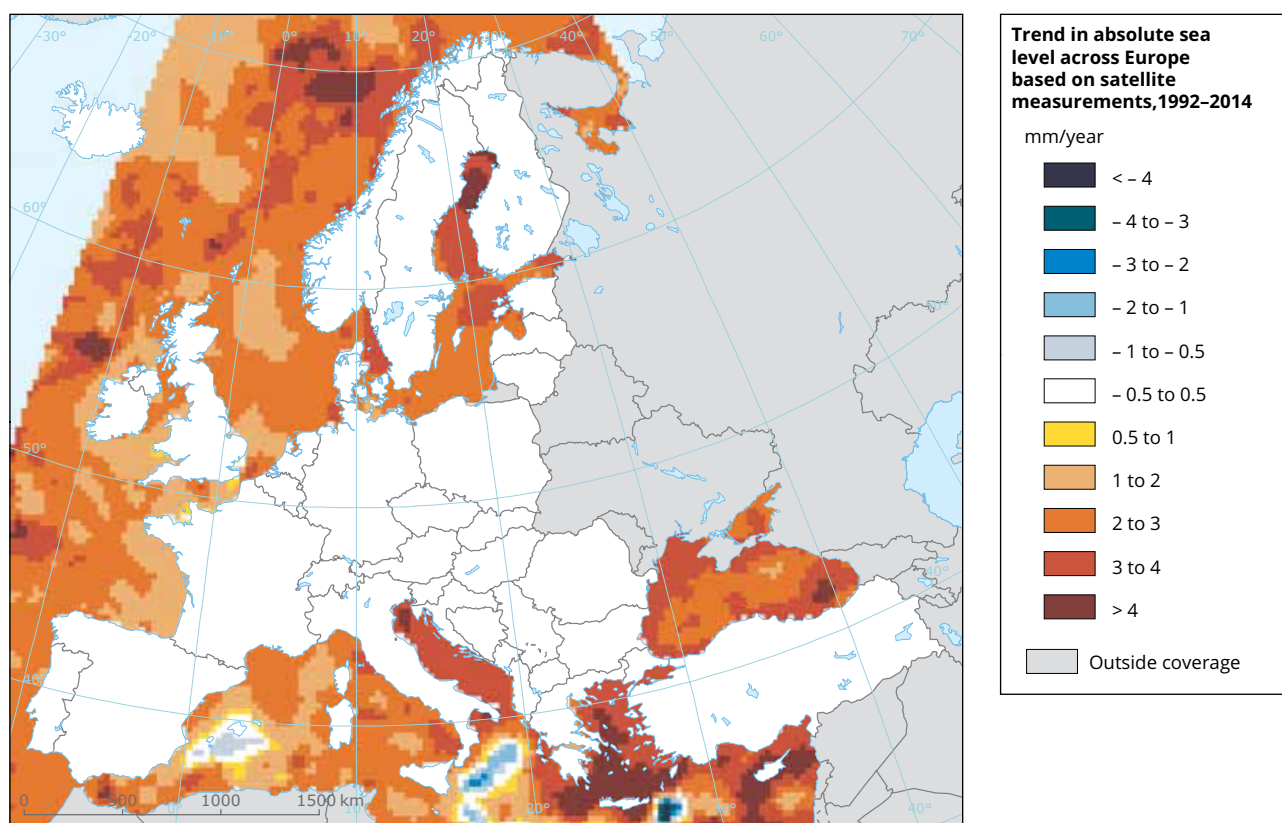 -30°
-20°
-10°
0°
10°
20°
30°
40°
50°
60°
70°
60°
50°
40°
40°
0
500
1000
1500 km
0°
10°
20°
30°
40°
Trend in absolute sea
level across Europe
based on satellite
measurements,1992–2014
mm/year
< – 4
– 4 to – 3
– 3 to – 2
– 2 to – 1
– 1 to – 0.5
– 0.5 to 0.5
0.5 to 1
1 to 2
2 to 3
3 to 4
>4
Outside coverage